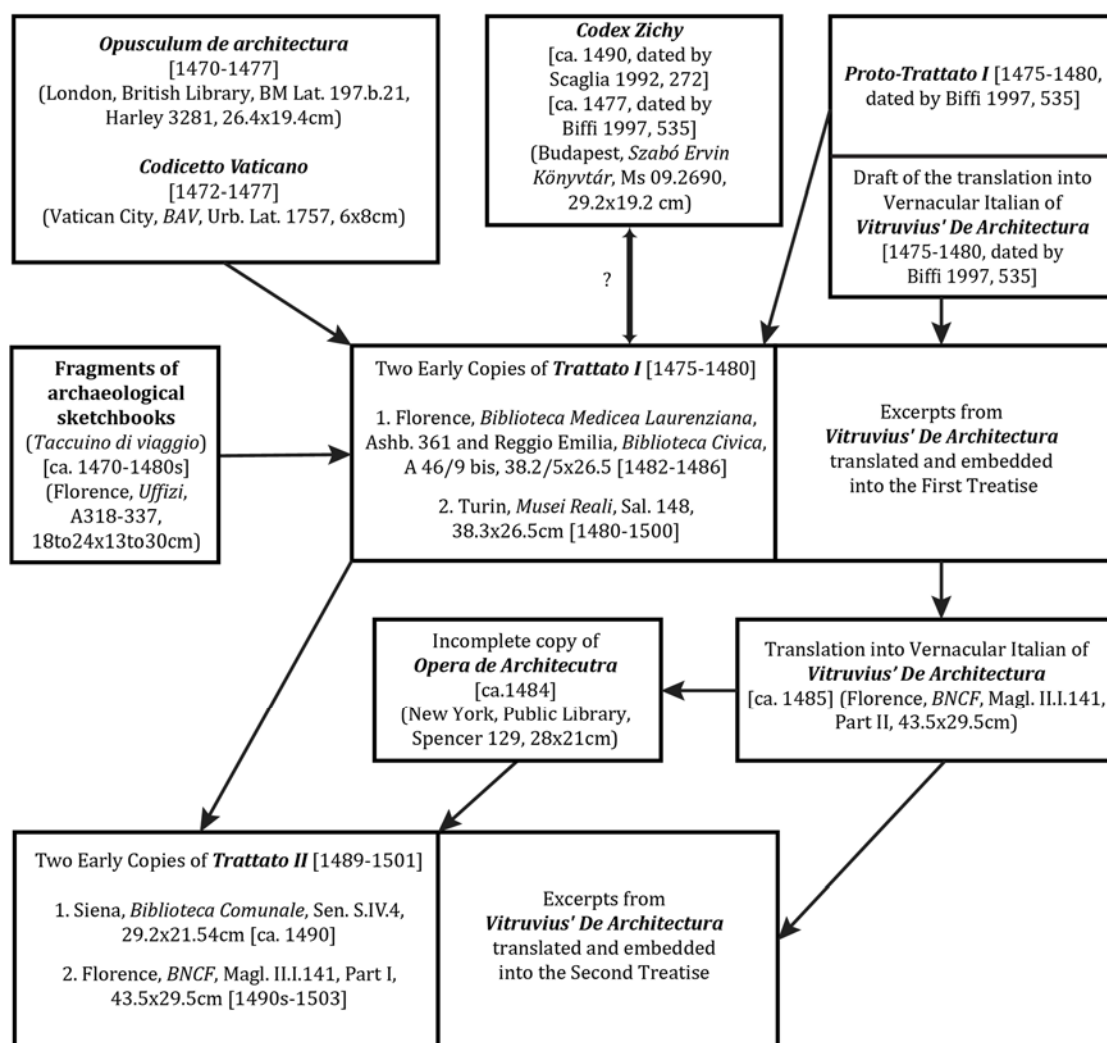 Opusculum de architectura
[1470-1477]
(London, British Library, BM Lat. 197.b.21,
Harley 3281, 26.4x19.4cm)
Codicetto Vaticano
[1472-1477]
(Vatican City, BAV, Urb. Lat. 1757, 6x8cm)
Codex Zichy
[ca. 1490, dated by
Scaglia 1992, 272]
[ca. 1477, dated by
Biffi 1997, 535]
(Budapest, Szabó Ervin
Könyvtár, Ms 09.2690,
29.2x19.2 cm)
Proto-Trattato I [1475-1480,
dated by Biffi 1997, 535]
Draft of the translation into
Vernacular Italian of
Vitruvius' De Architectura
[1475-1480, dated by
Biffi 1997, 535]
?
Fragments of
archaeological
sketchbooks
(Taccuino di viaggio)
[ca. 1470-1480s]
(Florence, Uffizi,
A318-337,
18to24x13to30cm)
Two Early Copies of Trattato I [1475-1480]
1. Florence, Biblioteca Medicea Laurenziana,
Ashb. 361 and Reggio Emilia, Biblioteca Civica,
A 46/9 bis, 38.2/5x26.5 [1482-1486]
2. Turin, Musei Reali, Sal. 148,
38.3x26.5cm [1480-1500]
Excerpts from
Vitruvius' De Architectura
translated and embedded
into the First Treatise
Incomplete copy of
Opera de Architecutra
[ca.1484]
(New York, Public Library,
Spencer 129, 28x21cm)
Translation into Vernacular Italian of
Vitruvius' De Architectura
[ca. 1485] (Florence, BNCF, Magl. II.I.141,
Part II, 43.5x29.5cm)
Two Early Copies of Trattato II [1489-1501]
1. Siena, Biblioteca Comunale, Sen. S.IV.4,
29.2x21.54cm [ca. 1490]
2. Florence, BNCF, Magl. II.I.141, Part I,
43.5x29.5cm [1490s-1503]
Excerpts from
Vitruvius' De Architectura
translated and embedded
into the Second Treatise